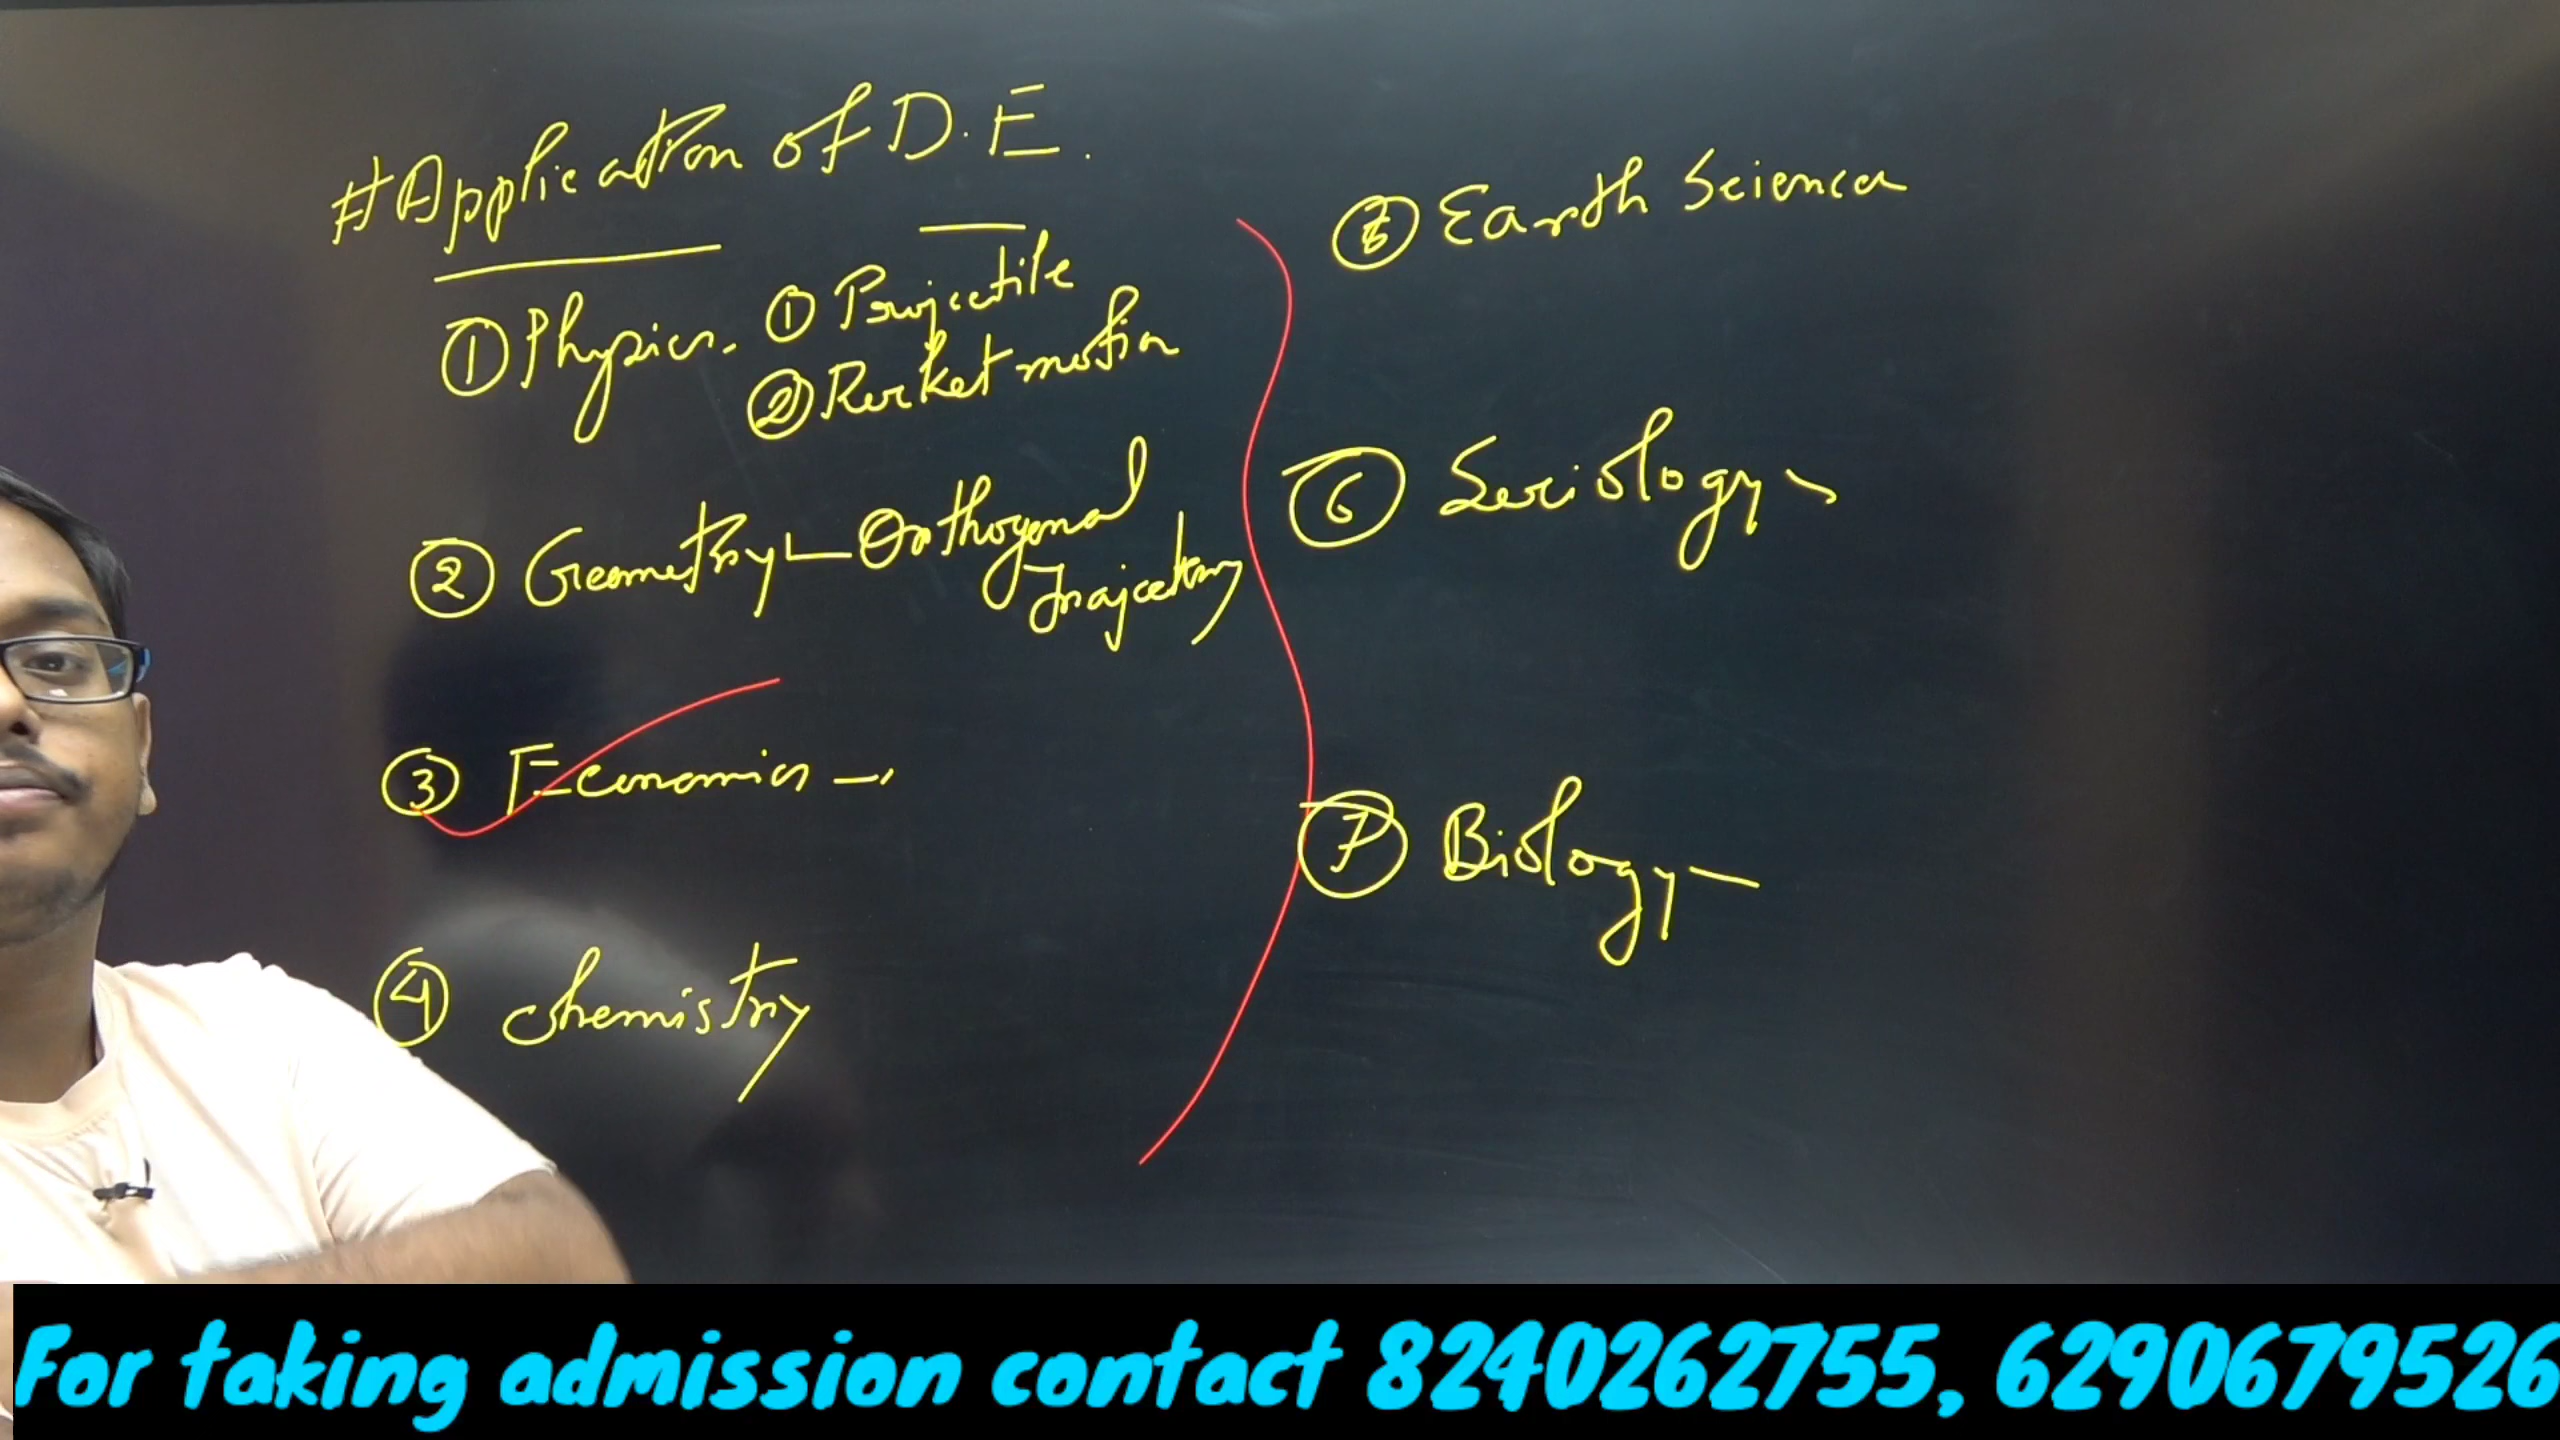 # Application of D.E.
① Physics - ① Projectile
② Rocket motion
② Geometry - Orthogonal
Trajectory
③ Economics -
④ Chemistry
⑤ Earth Science
⑥ Sociology -
⑦ Biology -
For taking admission contact 8240262755, 6290679526